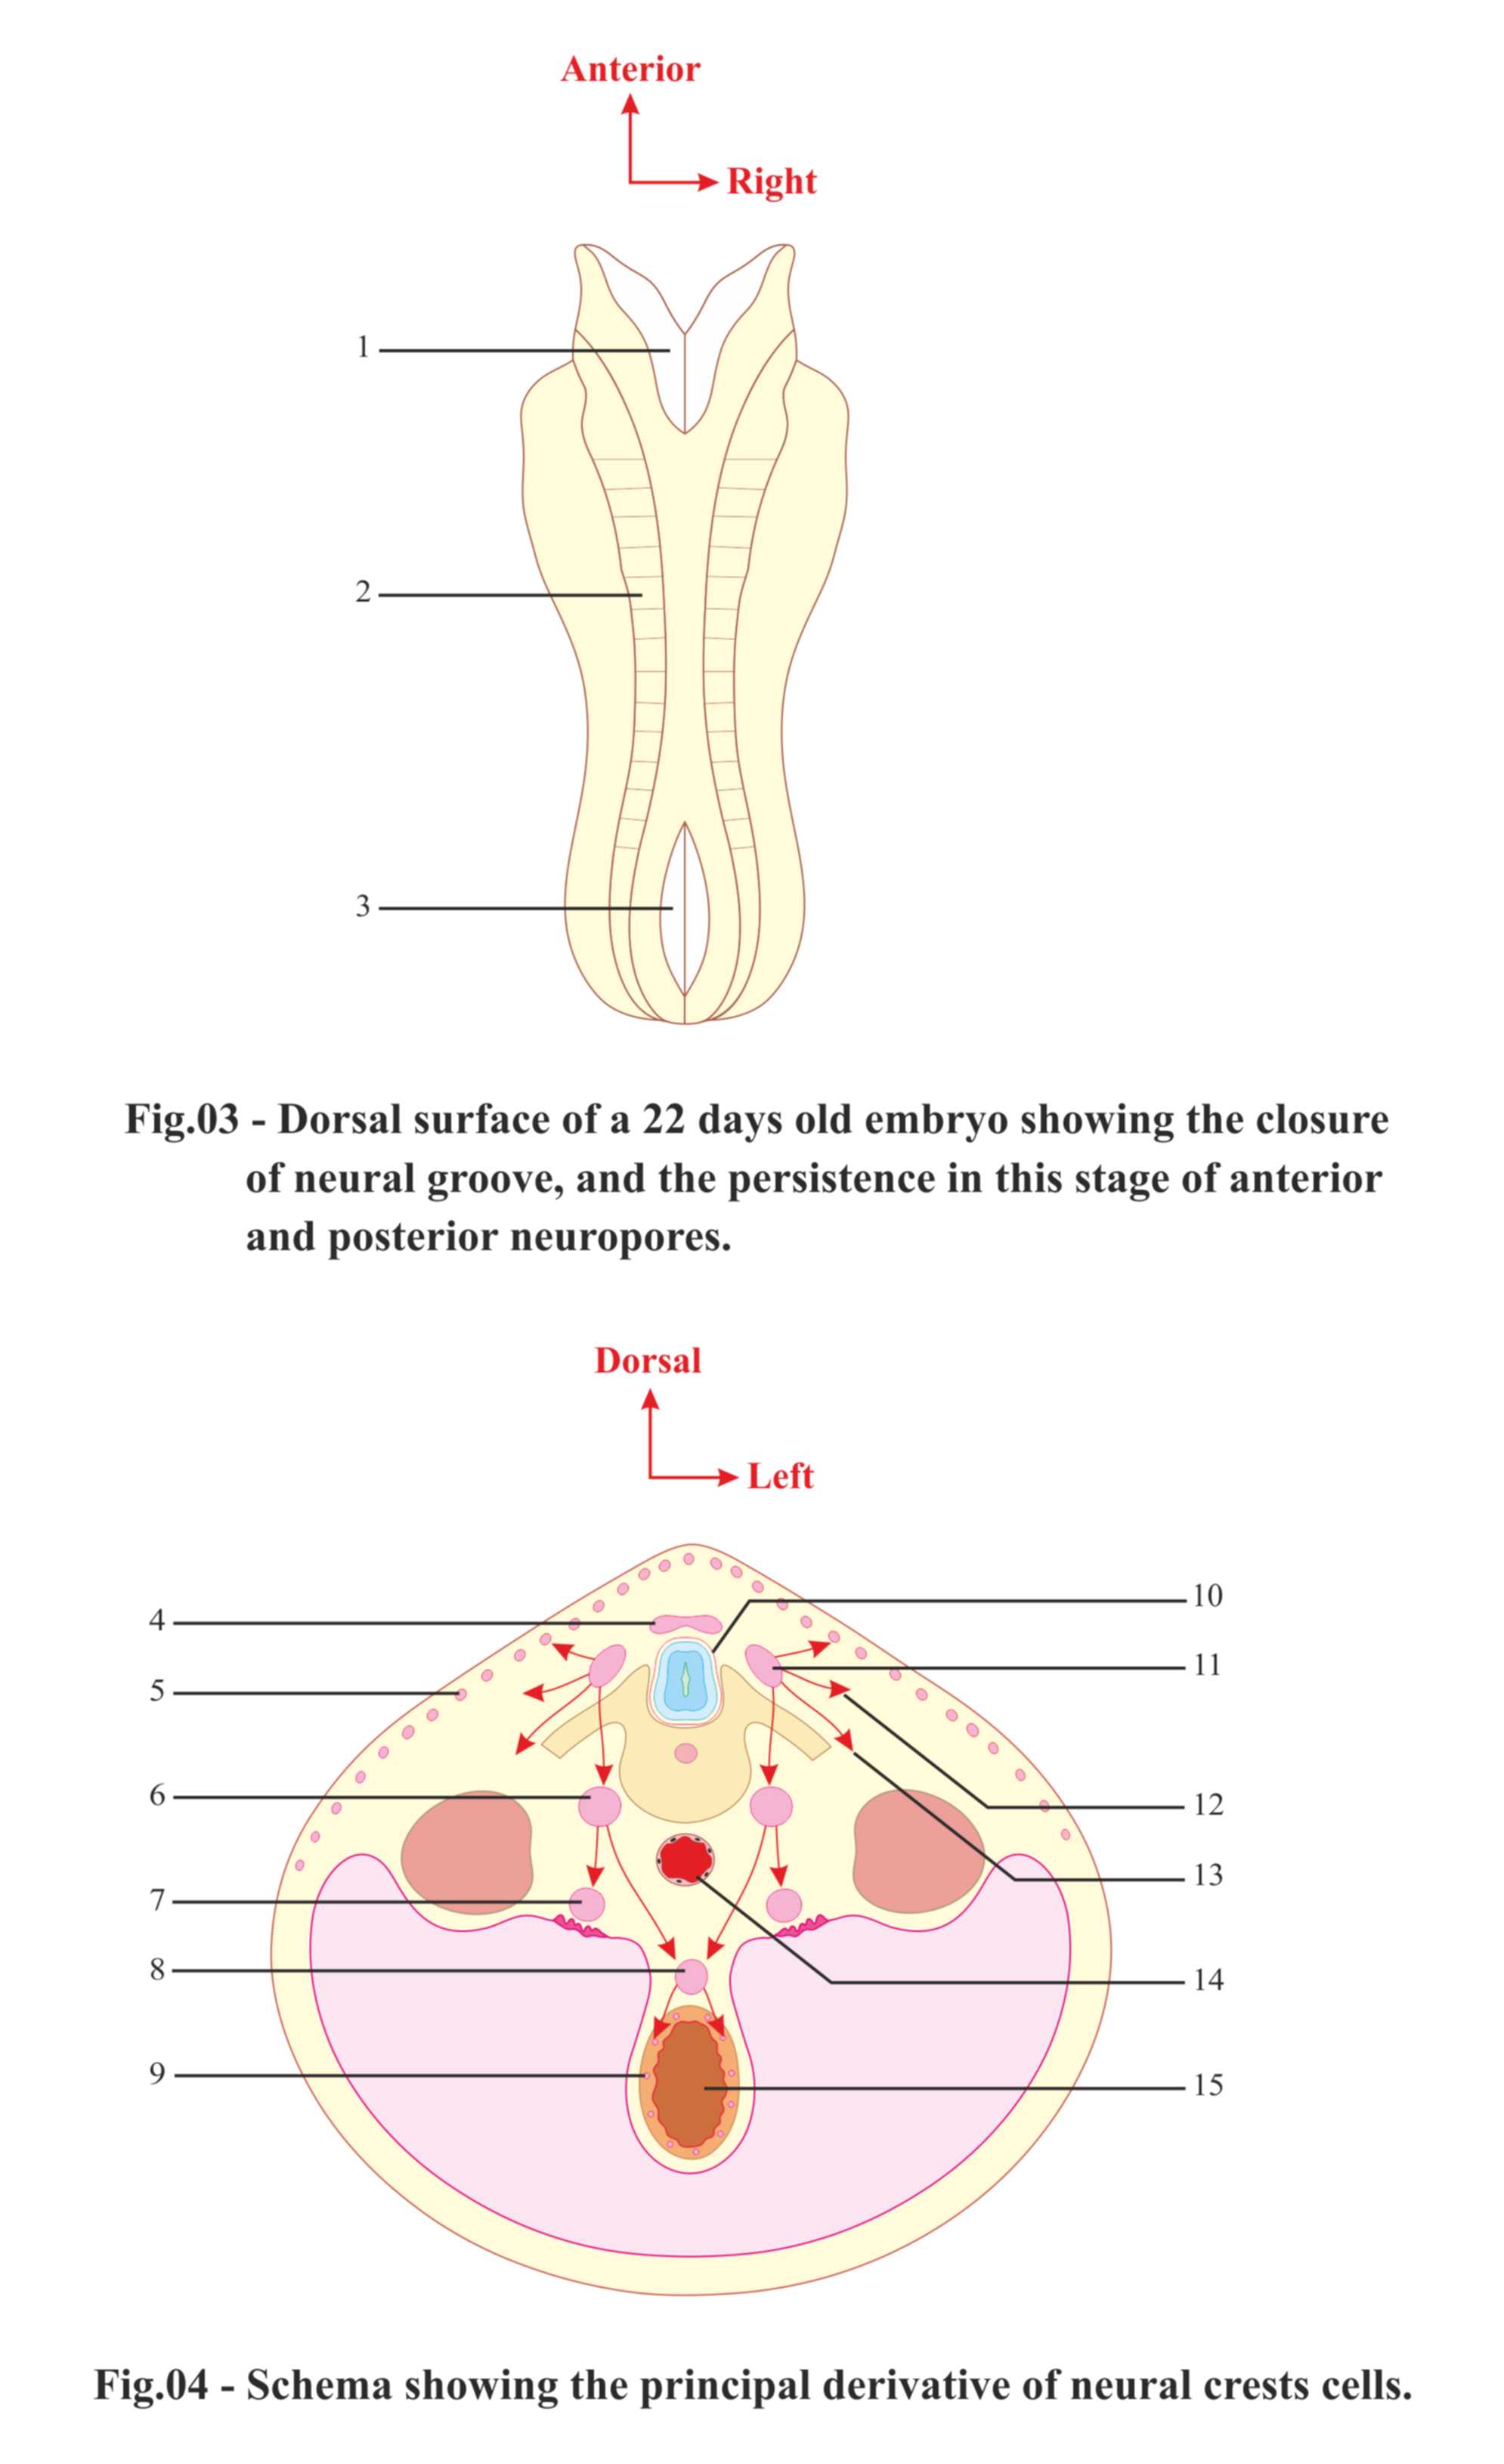 Anterior
Right
1
2
3
Fig.03 - Dorsal surface of a 22 days old embryo showing the closure
of neural groove, and the persistence in this stage of anterior
and posterior neuropores.
Dorsal
Left
10
4
11
5
6
12
13
7
8
14
9
15
Fig.04 - Schema showing the principal derivative of neural crests cells.